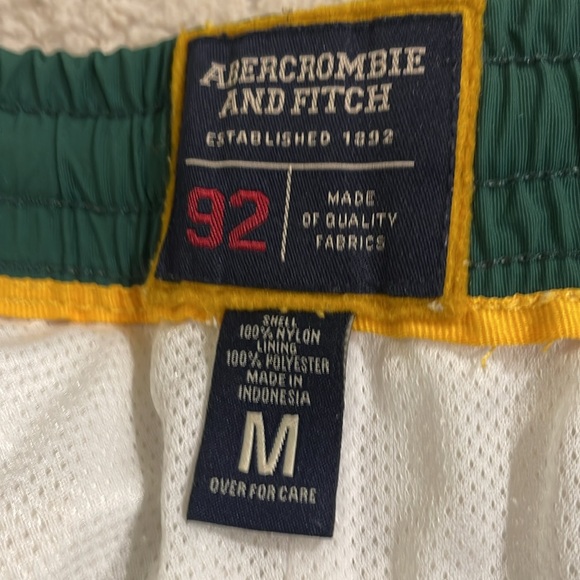 ABERCROMBIE
AND FITCH
ESTABLISHED 1892
92
MADE
OF QUALITY
FABRICS
SHELL
100% NYLON
LINING
100% POLYESTER
MADE IN
INDONESIA
M
OVER FOR CARE